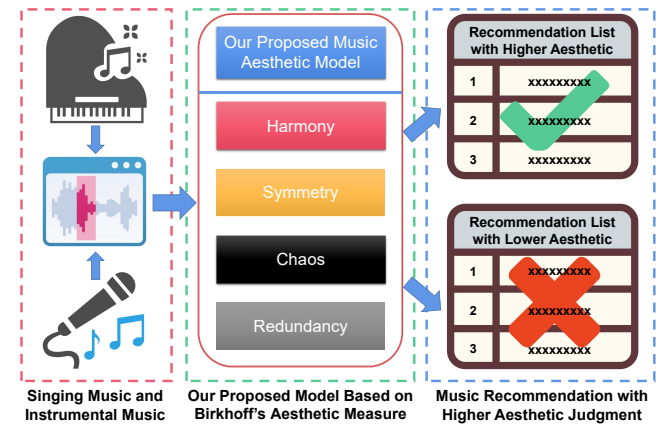 Our Proposed Music
Aesthetic Model
Harmony
Symmetry
Chaos
Redundancy
Recommendation List
with Higher Aesthetic
1 xxxxxxxxx
2 xxxxxxxxx
3 xxxxxxxxx
Recommendation List
with Lower Aesthetic
1 xxxxxxxxx
2 xxxxxxxxx
3 xxxxxxxxx
Singing Music and
Instrumental Music
Our Proposed Model Based on
Birkhoff's Aesthetic Measure
Music Recommendation with
Higher Aesthetic Judgment